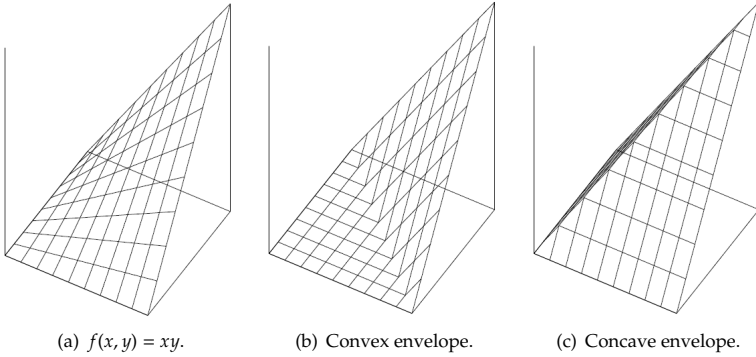 (a) f(x, y) = xy.
(b) Convex envelope.
(c) Concave envelope.